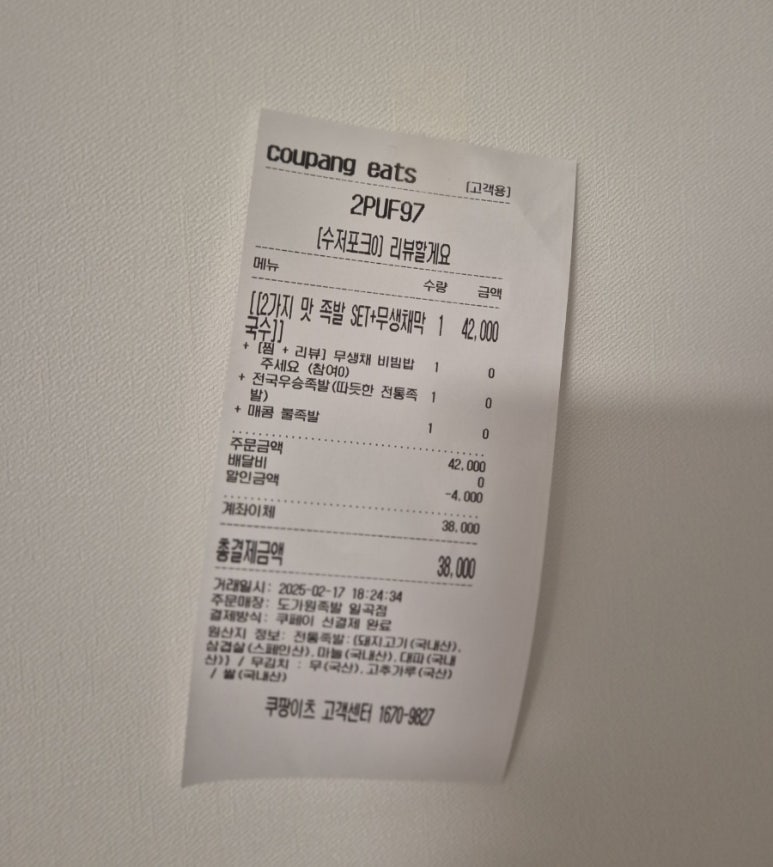 coupang eats
[고객용]
2PUF97
[수저포크0] 리뷰할게요
메뉴 수량 금액
[[2가지 맛 족발 SET+무생채막 1 42,000
국수]]
+ [찜 + 리뷰] 무생채 비빔밥 1 0
주세요 (참여0)
+ 전국우승족발(따듯한 전통족 1 0
발)
+ 매콤 불족발 1 0
주문금액 42,000
배달비 0
할인금액 -4,000
계좌이체 38,000
총결제금액 38,000
거래일시: 2025-02-17 18:24:34
주문매장: 도가원족발 일곡점
결제방식: 쿠페이 선결제 완료
원산지 정보: 전통족발:[돼지고기(국내산),
삼겹살(스페인산),마늘(국내산),대파(국내
산)] / 무김치 : 무(국산),고추가루(국산)
/ 쌀(국내산)
쿠팡이츠 고객센터 1670-9827